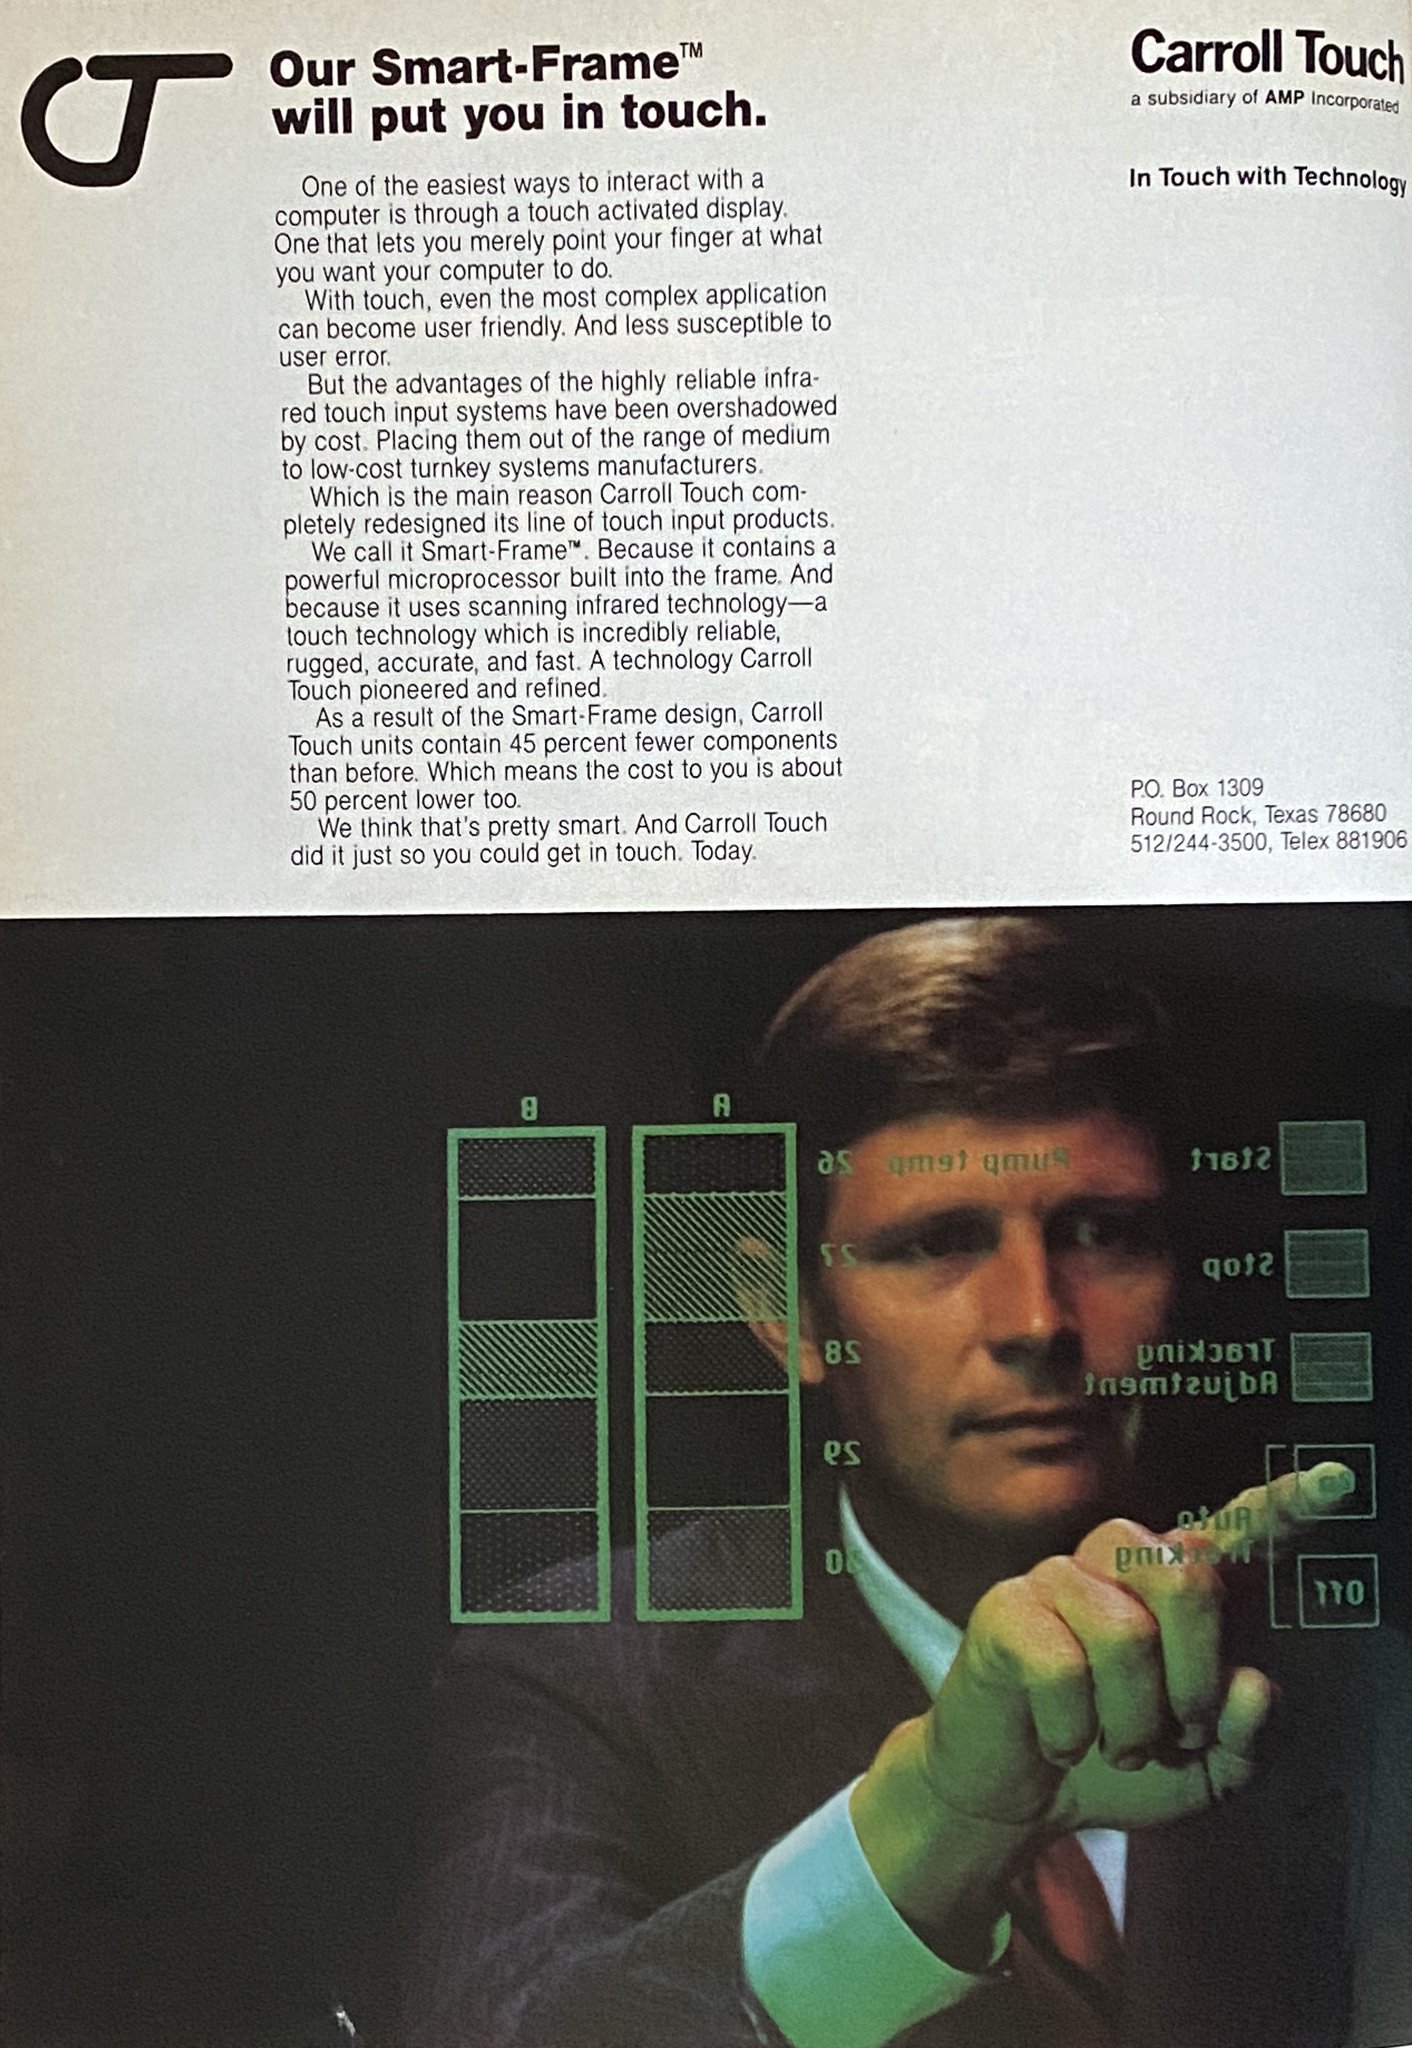 CT
Our Smart-Frame™
will put you in touch.
One of the easiest ways to interact with a
computer is through a touch activated display.
One that lets you merely point your finger at what
you want your computer to do.
With touch, even the most complex application
can become user friendly. And less susceptible to
user error.
But the advantages of the highly reliable infra-
red touch input systems have been overshadowed
by cost. Placing them out of the range of medium
to low-cost turnkey systems manufacturers.
Which is the main reason Carroll Touch com-
pletely redesigned its line of touch input products.
We call it Smart-Frame™. Because it contains a
powerful microprocessor built into the frame. And
because it uses scanning infrared technology—a
touch technology which is incredibly reliable,
rugged, accurate, and fast. A technology Carroll
Touch pioneered and refined.
As a result of the Smart-Frame design, Carroll
Touch units contain 45 percent fewer components
than before. Which means the cost to you is about
50 percent lower too.
We think that's pretty smart. And Carroll Touch
did it just so you could get in touch. Today.
Carroll Touch
a subsidiary of AMP Incorporated
In Touch with Technology
P.O. Box 1309
Round Rock, Texas 78680
512/244-3500, Telex 881906
B
A
26 Pump temp
27
28
29
30
Start
Stop
Tracking
Adjustment
On
Auto
Tracking
Off